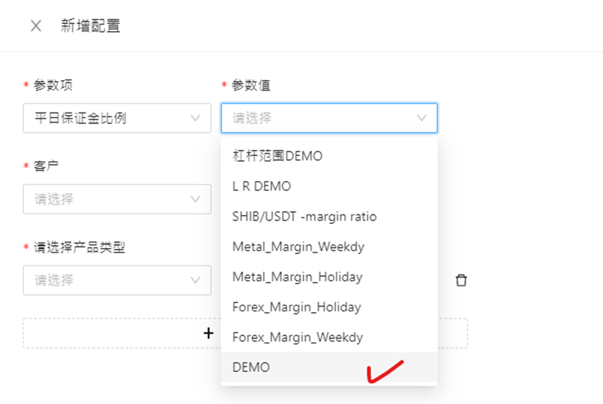 新增配置
* 参数项
* 参数值
平日保证金比例
请选择
杠杆范围DEMO
L R DEMO
SHIB/USDT -margin ratio
Metal_Margin_Weekdy
Metal_Margin_Holiday
Forex_Margin_Holiday
Forex_Margin_Weekdy
DEMO
* 客户
请选择
* 请选择产品类型
请选择